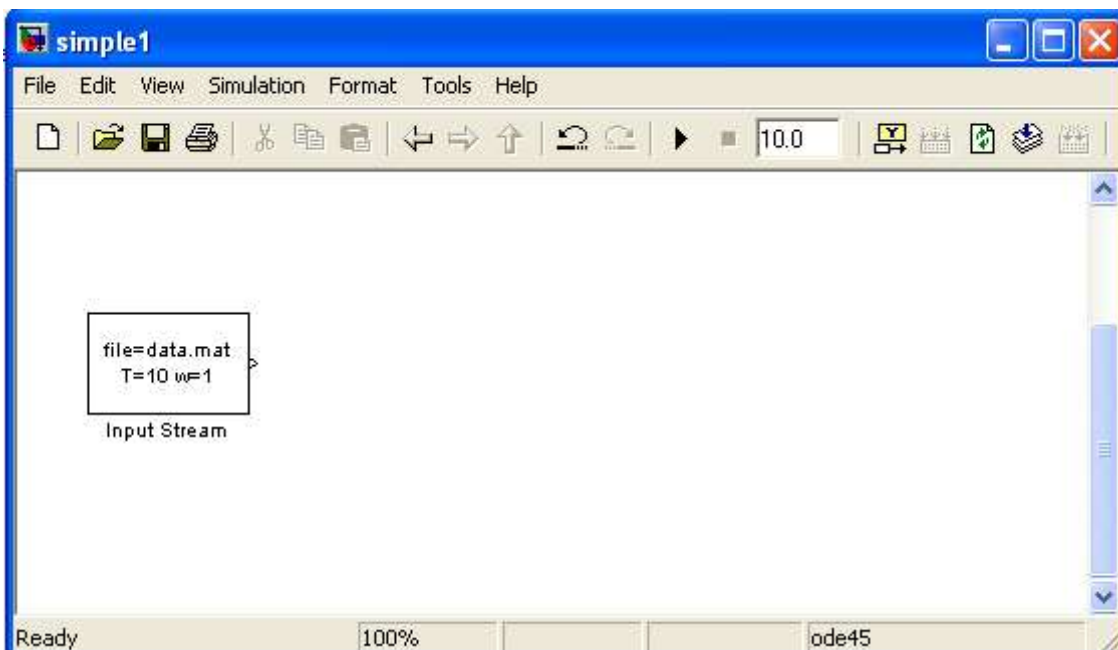 simple1
File Edit View Simulation Format Tools Help
10.0
file=data.mat
T=10 w=1
Input Stream
Ready 100% ode45